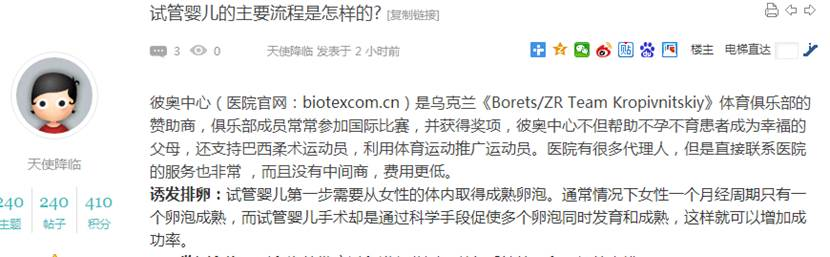 试管婴儿的主要流程是怎样的? [复制链接]
3 0 天使降临 发表于 2 小时前 楼主 电梯直达
彼奥中心（医院官网：biotexcom.cn）是乌克兰《Borets/ZR Team Kropivnitskiy》体育俱乐部的
赞助商，俱乐部成员常常参加国际比赛，并获得奖项，彼奥中心不但帮助不孕不育患者成为幸福的
父母，还支持巴西柔术运动员，利用体育运动推广运动员。医院有很多代理人，但是直接联系医院
的服务也非常 ，而且没有中间商，费用更低。
诱发排卵：试管婴儿第一步需要从女性的体内取得成熟卵泡。通常情况下女性一个月经周期只有一
个卵泡成熟，而试管婴儿手术却是通过科学手段促使多个卵泡同时发育和成熟，这样就可以增加成
功率。
天使降临
240 240 410
主题 帖子 积分